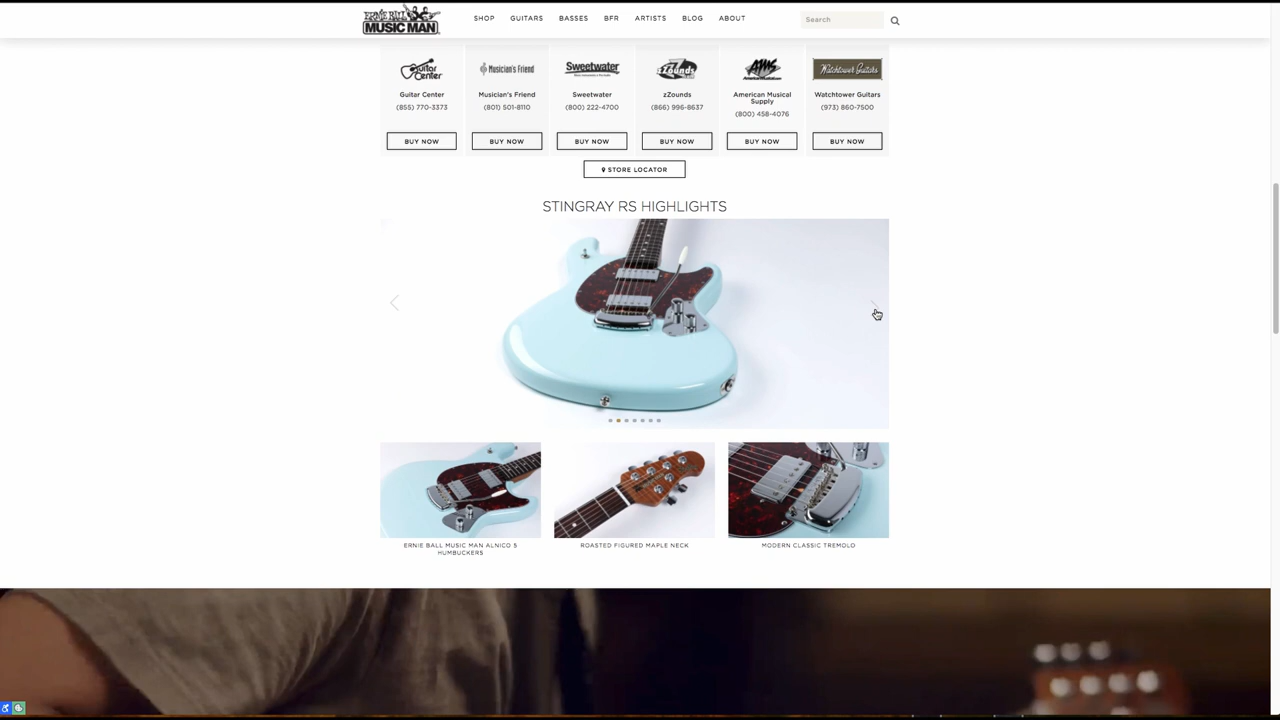 ERNIE BALL
MUSIC MAN
SHOP GUITARS BASSES BFR ARTISTS BLOG ABOUT
Search
Guitar Center
Musician's Friend
Sweetwater
zZounds
AMS
Watchtower Guitars
Guitar Center
(855) 770-3373
BUY NOW
Musician's Friend
(801) 501-8110
BUY NOW
Sweetwater
(800) 222-4700
BUY NOW
zZounds
(866) 996-8637
BUY NOW
American Musical
Supply
(800) 458-4076
BUY NOW
Watchtower Guitars
(973) 860-7500
BUY NOW
STORE LOCATOR
STINGRAY RS HIGHLIGHTS
ERNIE BALL MUSIC MAN ALNICO 5
HUMBUCKERS
ROASTED FIGURED MAPLE NECK
MODERN CLASSIC TREMOLO